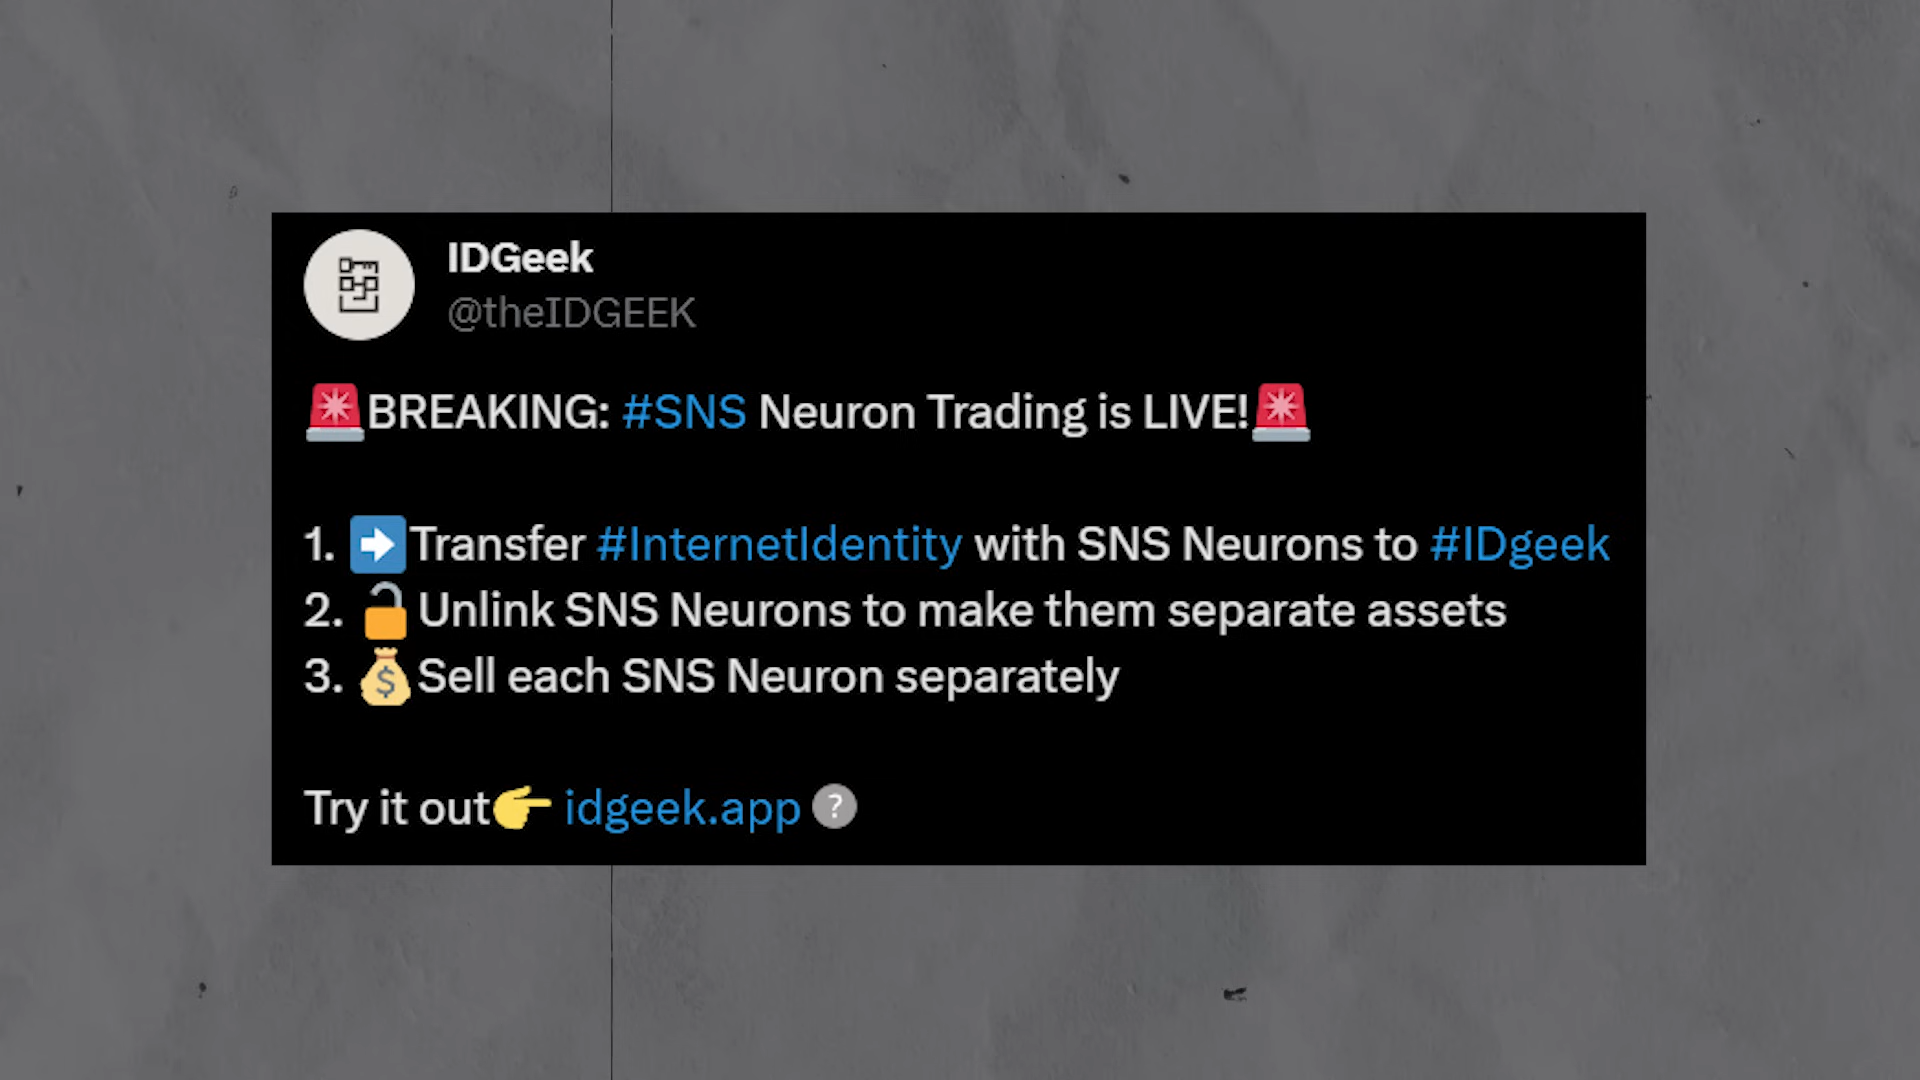 IDGeek
@theIDGEEK
🚨BREAKING: #SNS Neuron Trading is LIVE!🚨
1. ➡️Transfer #InternetIdentity with SNS Neurons to #IDgeek
2. 🔓Unlink SNS Neurons to make them separate assets
3. 💰Sell each SNS Neuron separately
Try it out👉 idgeek.app ?